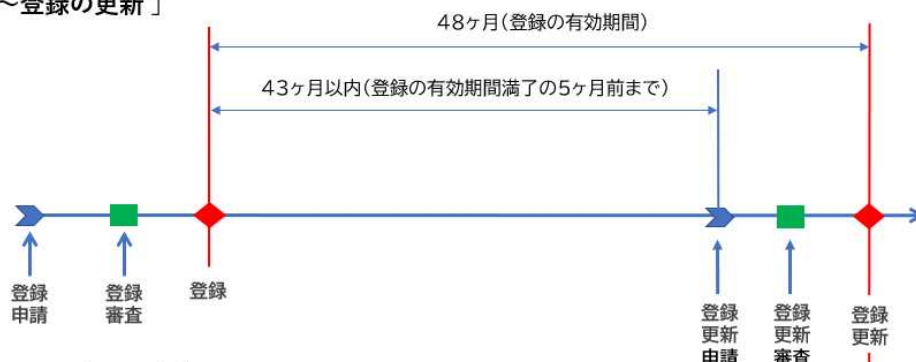 ～登録の更新」
48ヶ月(登録の有効期間)
43ヶ月以内(登録の有効期間満了の5ヶ月前まで)
登録
申請
登録
審査
登録
登録
更新
申請
登録
更新
審査
登録
更新